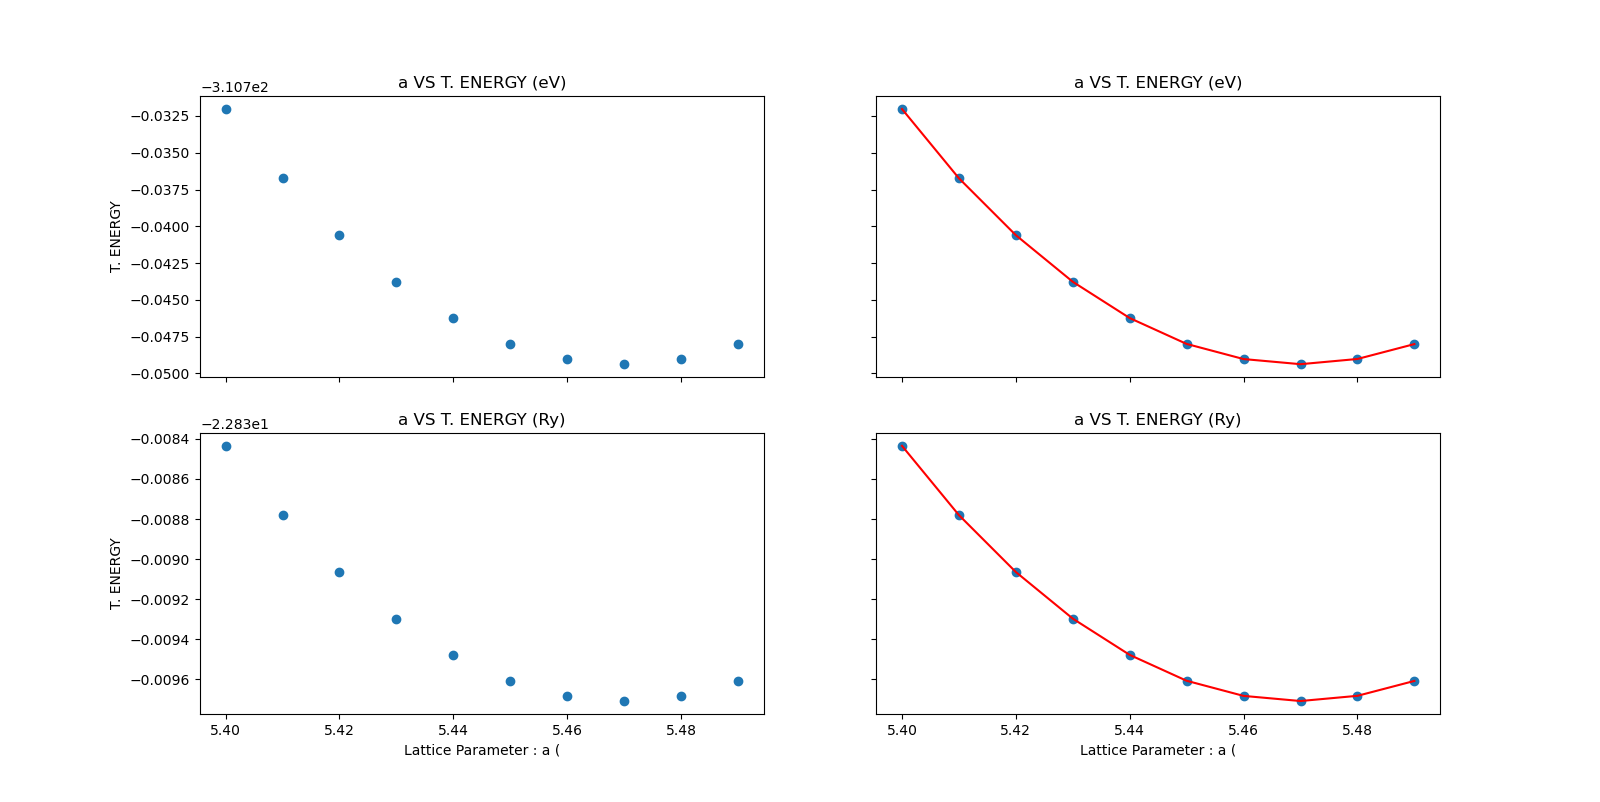 a VS T. ENERGY (eV)
−3.107e2
−0.0325
−0.0350
−0.0375
−0.0400
−0.0425
−0.0450
−0.0475
−0.0500
T. ENERGY
a VS T. ENERGY (eV)
a VS T. ENERGY (Ry)
−2.283e1
−0.0084
−0.0086
−0.0088
−0.0090
−0.0092
−0.0094
−0.0096
T. ENERGY
5.40 5.42 5.44 5.46 5.48
Lattice Parameter : a (
a VS T. ENERGY (Ry)
5.40 5.42 5.44 5.46 5.48
Lattice Parameter : a (